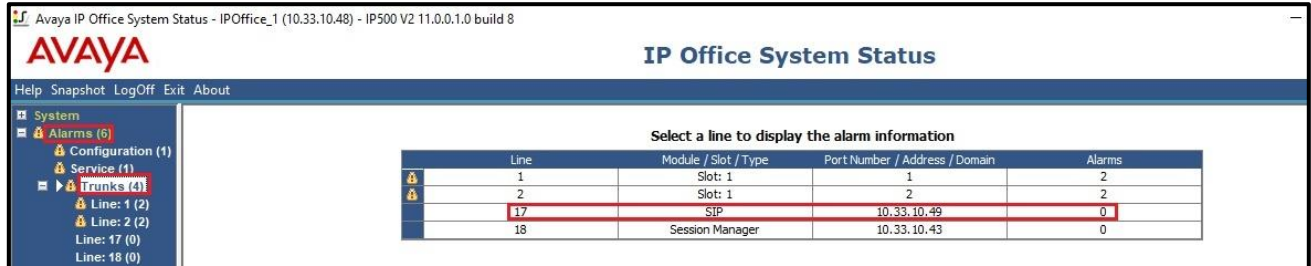 Avaya IP Office System Status - IPOffice_1 (10.33.10.48) - IP500 V2 11.0.0.1.0 build 8
AVAYA
IP Office System Status
Help Snapshot LogOff Exit About
System
Alarms (6)
Configuration (1)
Service (1)
Trunks (4)
Line: 1 (2)
Line: 2 (2)
Line: 17 (0)
Line: 18 (0)
Select a line to display the alarm information
Line Module / Slot / Type Port Number / Address / Domain Alarms
1 Slot: 1 1 2
2 Slot: 1 2 2
17 SIP 10.33.10.49 0
18 Session Manager 10.33.10.43 0